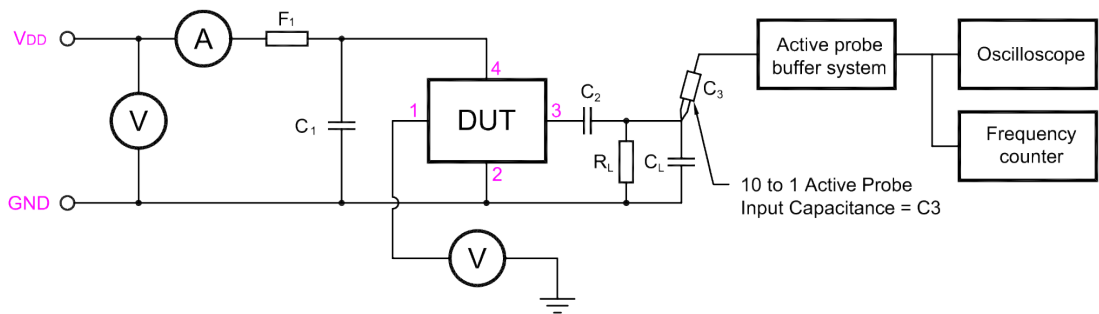 VDD
A
F1
V
C1
GND
4
1
DUT
3
2
V
C2
RL
CL
C3
10 to 1 Active Probe
Input Capacitance = C3
Active probe
buffer system
Oscilloscope
Frequency
counter